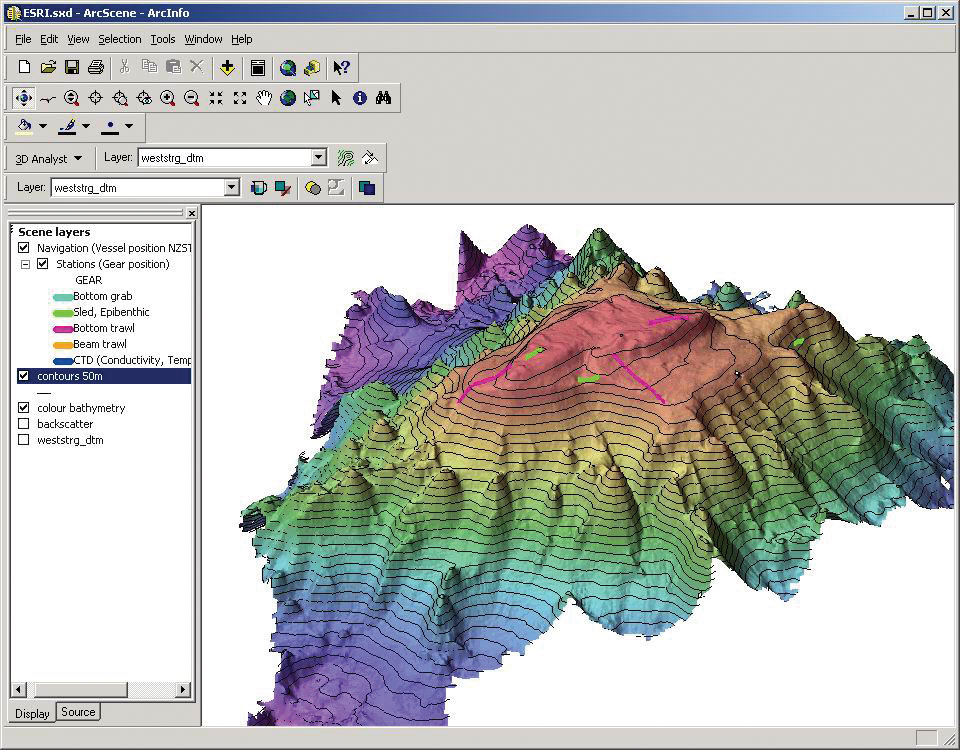 ESRI.sxd - ArcScene - ArcInfo
File Edit View Selection Tools Window Help
3D Analyst Layer: weststrg_dtm
Layer: weststrg_dtm
Scene layers
Navigation (Vessel position NZST
Stations (Gear position)
GEAR
Bottom grab
Sled, Epibenthic
Bottom trawl
Beam trawl
CTD (Conductivity, Temp
contours 50m
colour bathymetry
backscatter
weststrg_dtm
Display Source